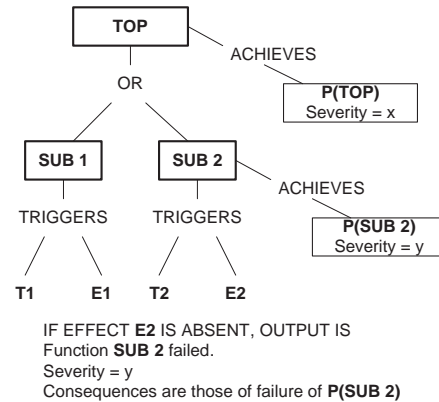 TOP
ACHIEVES
OR
P(TOP)
Severity = x
SUB 1
SUB 2
ACHIEVES
TRIGGERS
TRIGGERS
P(SUB 2)
Severity = y
T1
E1
T2
E2
IF EFFECT E2 IS ABSENT, OUTPUT IS
Function SUB 2 failed.
Severity = y
Consequences are those of failure of P(SUB 2)